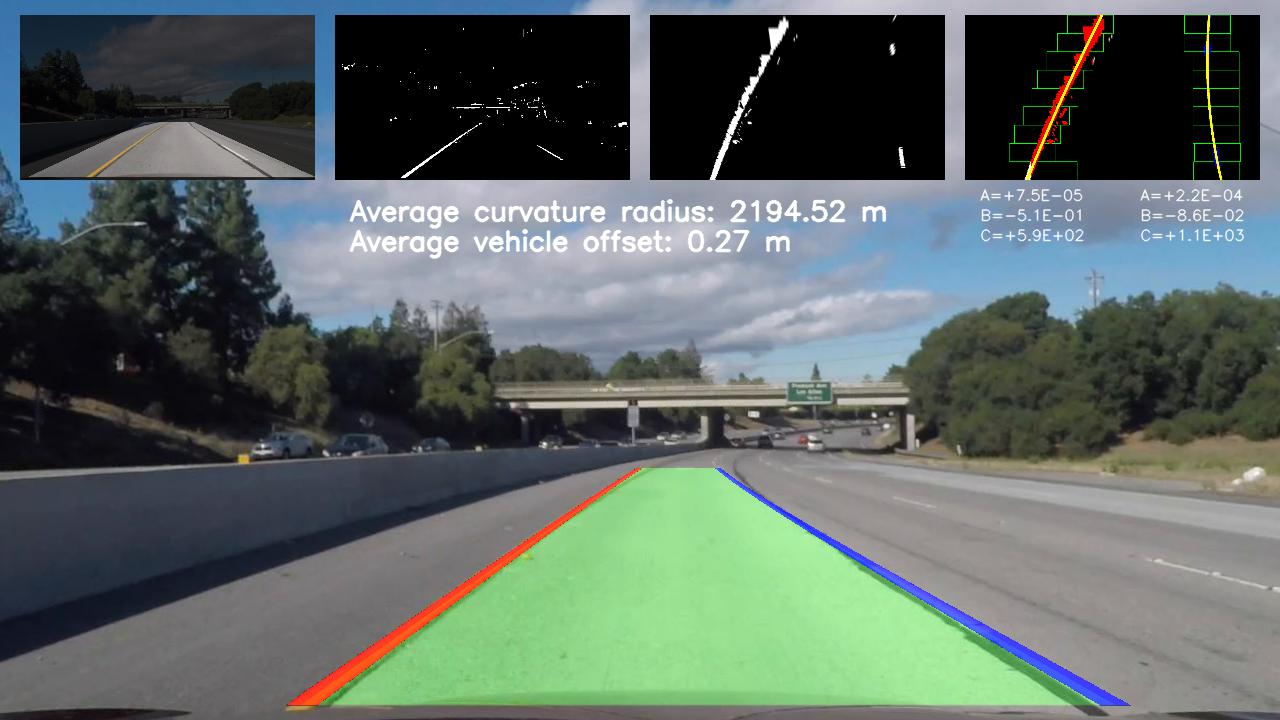 Average curvature radius: 2194.52 m
Average vehicle offset: 0.27 m
A=+7.5E-05
B=-5.1E-01
C=+5.9E+02
A=+2.2E-04
B=-8.6E-02
C=+1.1E+03